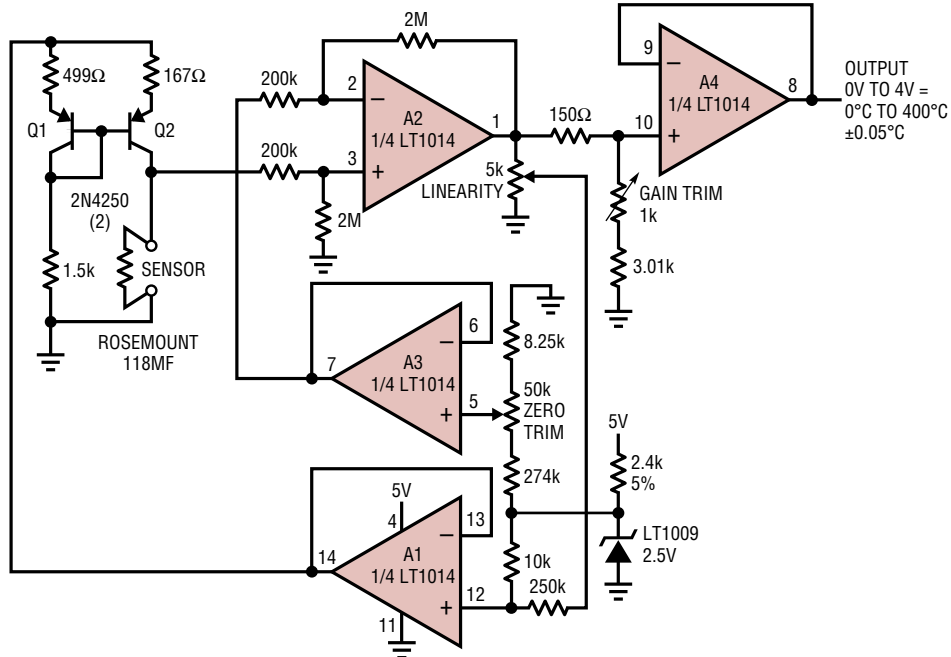 2M
499Ω
167Ω
200k
2
A2
1/4 LT1014
1
9
A4
1/4 LT1014
8
OUTPUT
0V TO 4V =
0°C TO 400°C
±0.05°C
Q1
Q2
150Ω
10
200k
3
5k
LINEARITY
GAIN TRIM
1k
2N4250
(2)
2M
1.5k
SENSOR
3.01k
ROSEMOUNT
118MF
6
8.25k
7
A3
1/4 LT1014
5
50k
ZERO
TRIM
5V
274k
2.4k
5%
5V
4
13
LT1009
2.5V
14
A1
1/4 LT1014
10k
12
250k
11